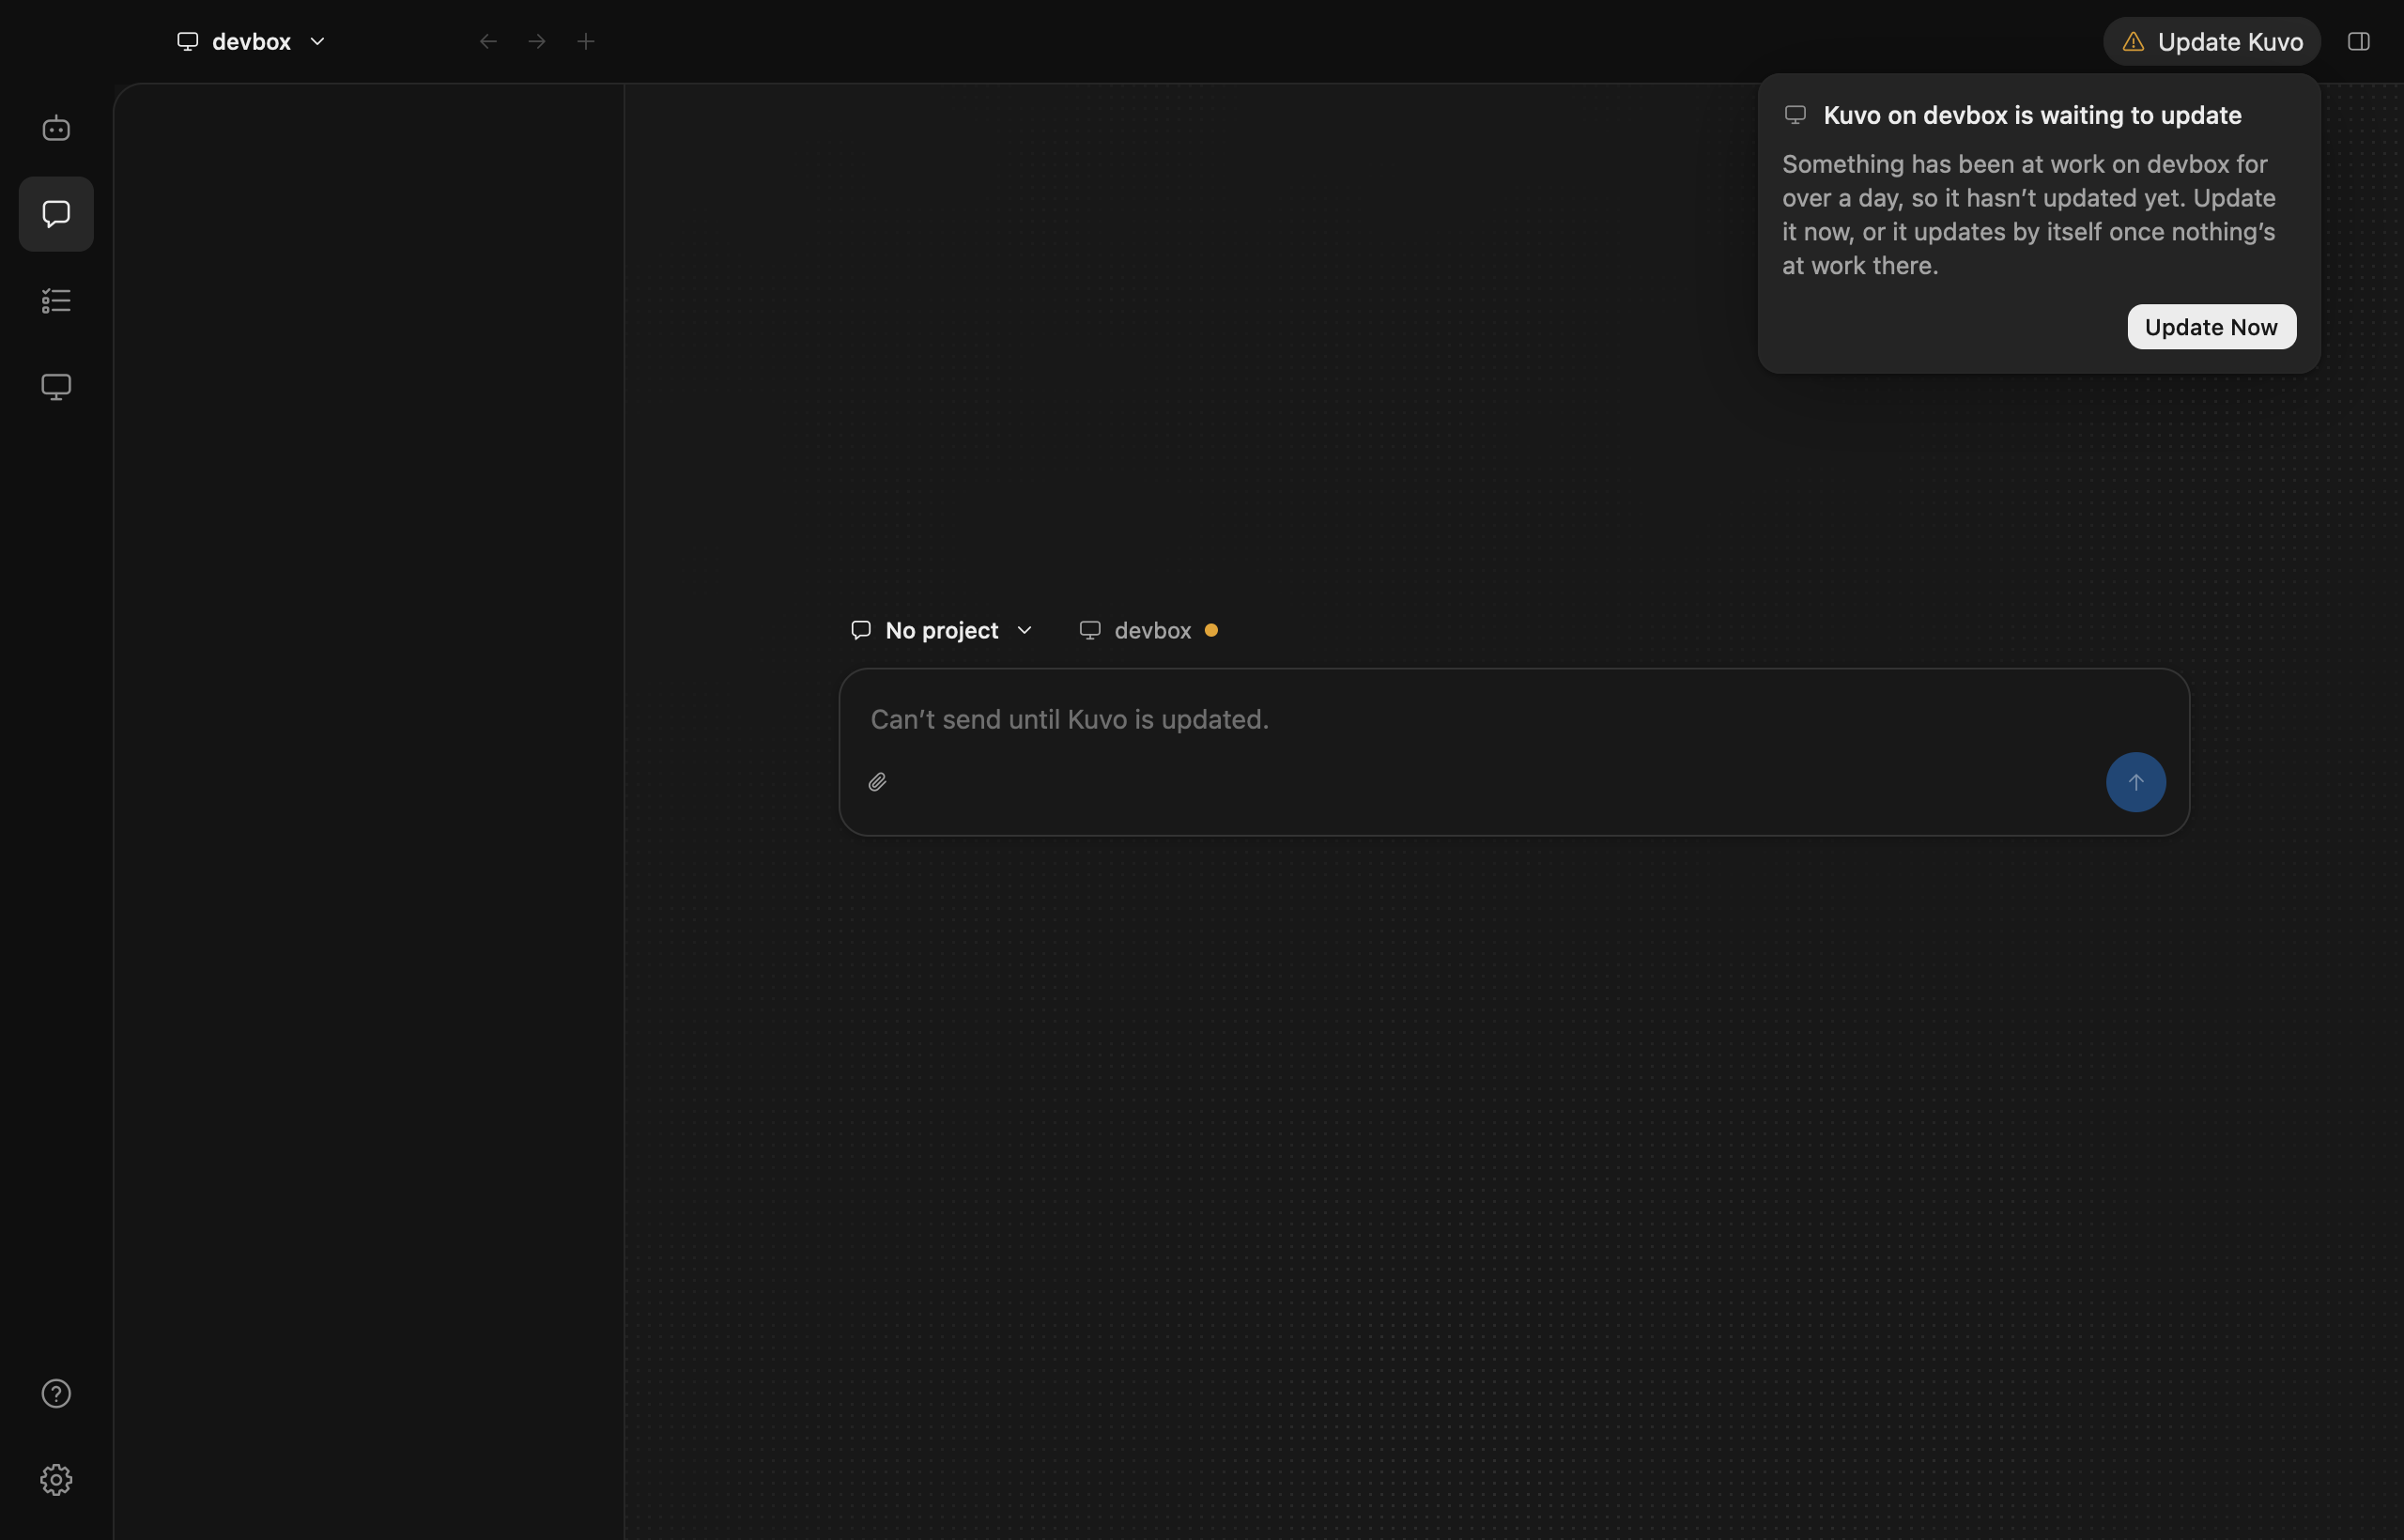 devbox
Update Kuvo
Kuvo on devbox is waiting to update
Something has been at work on devbox for
over a day, so it hasn’t updated yet. Update
it now, or it updates by itself once nothing’s
at work there.
Update Now
No project
devbox
Can’t send until Kuvo is updated.